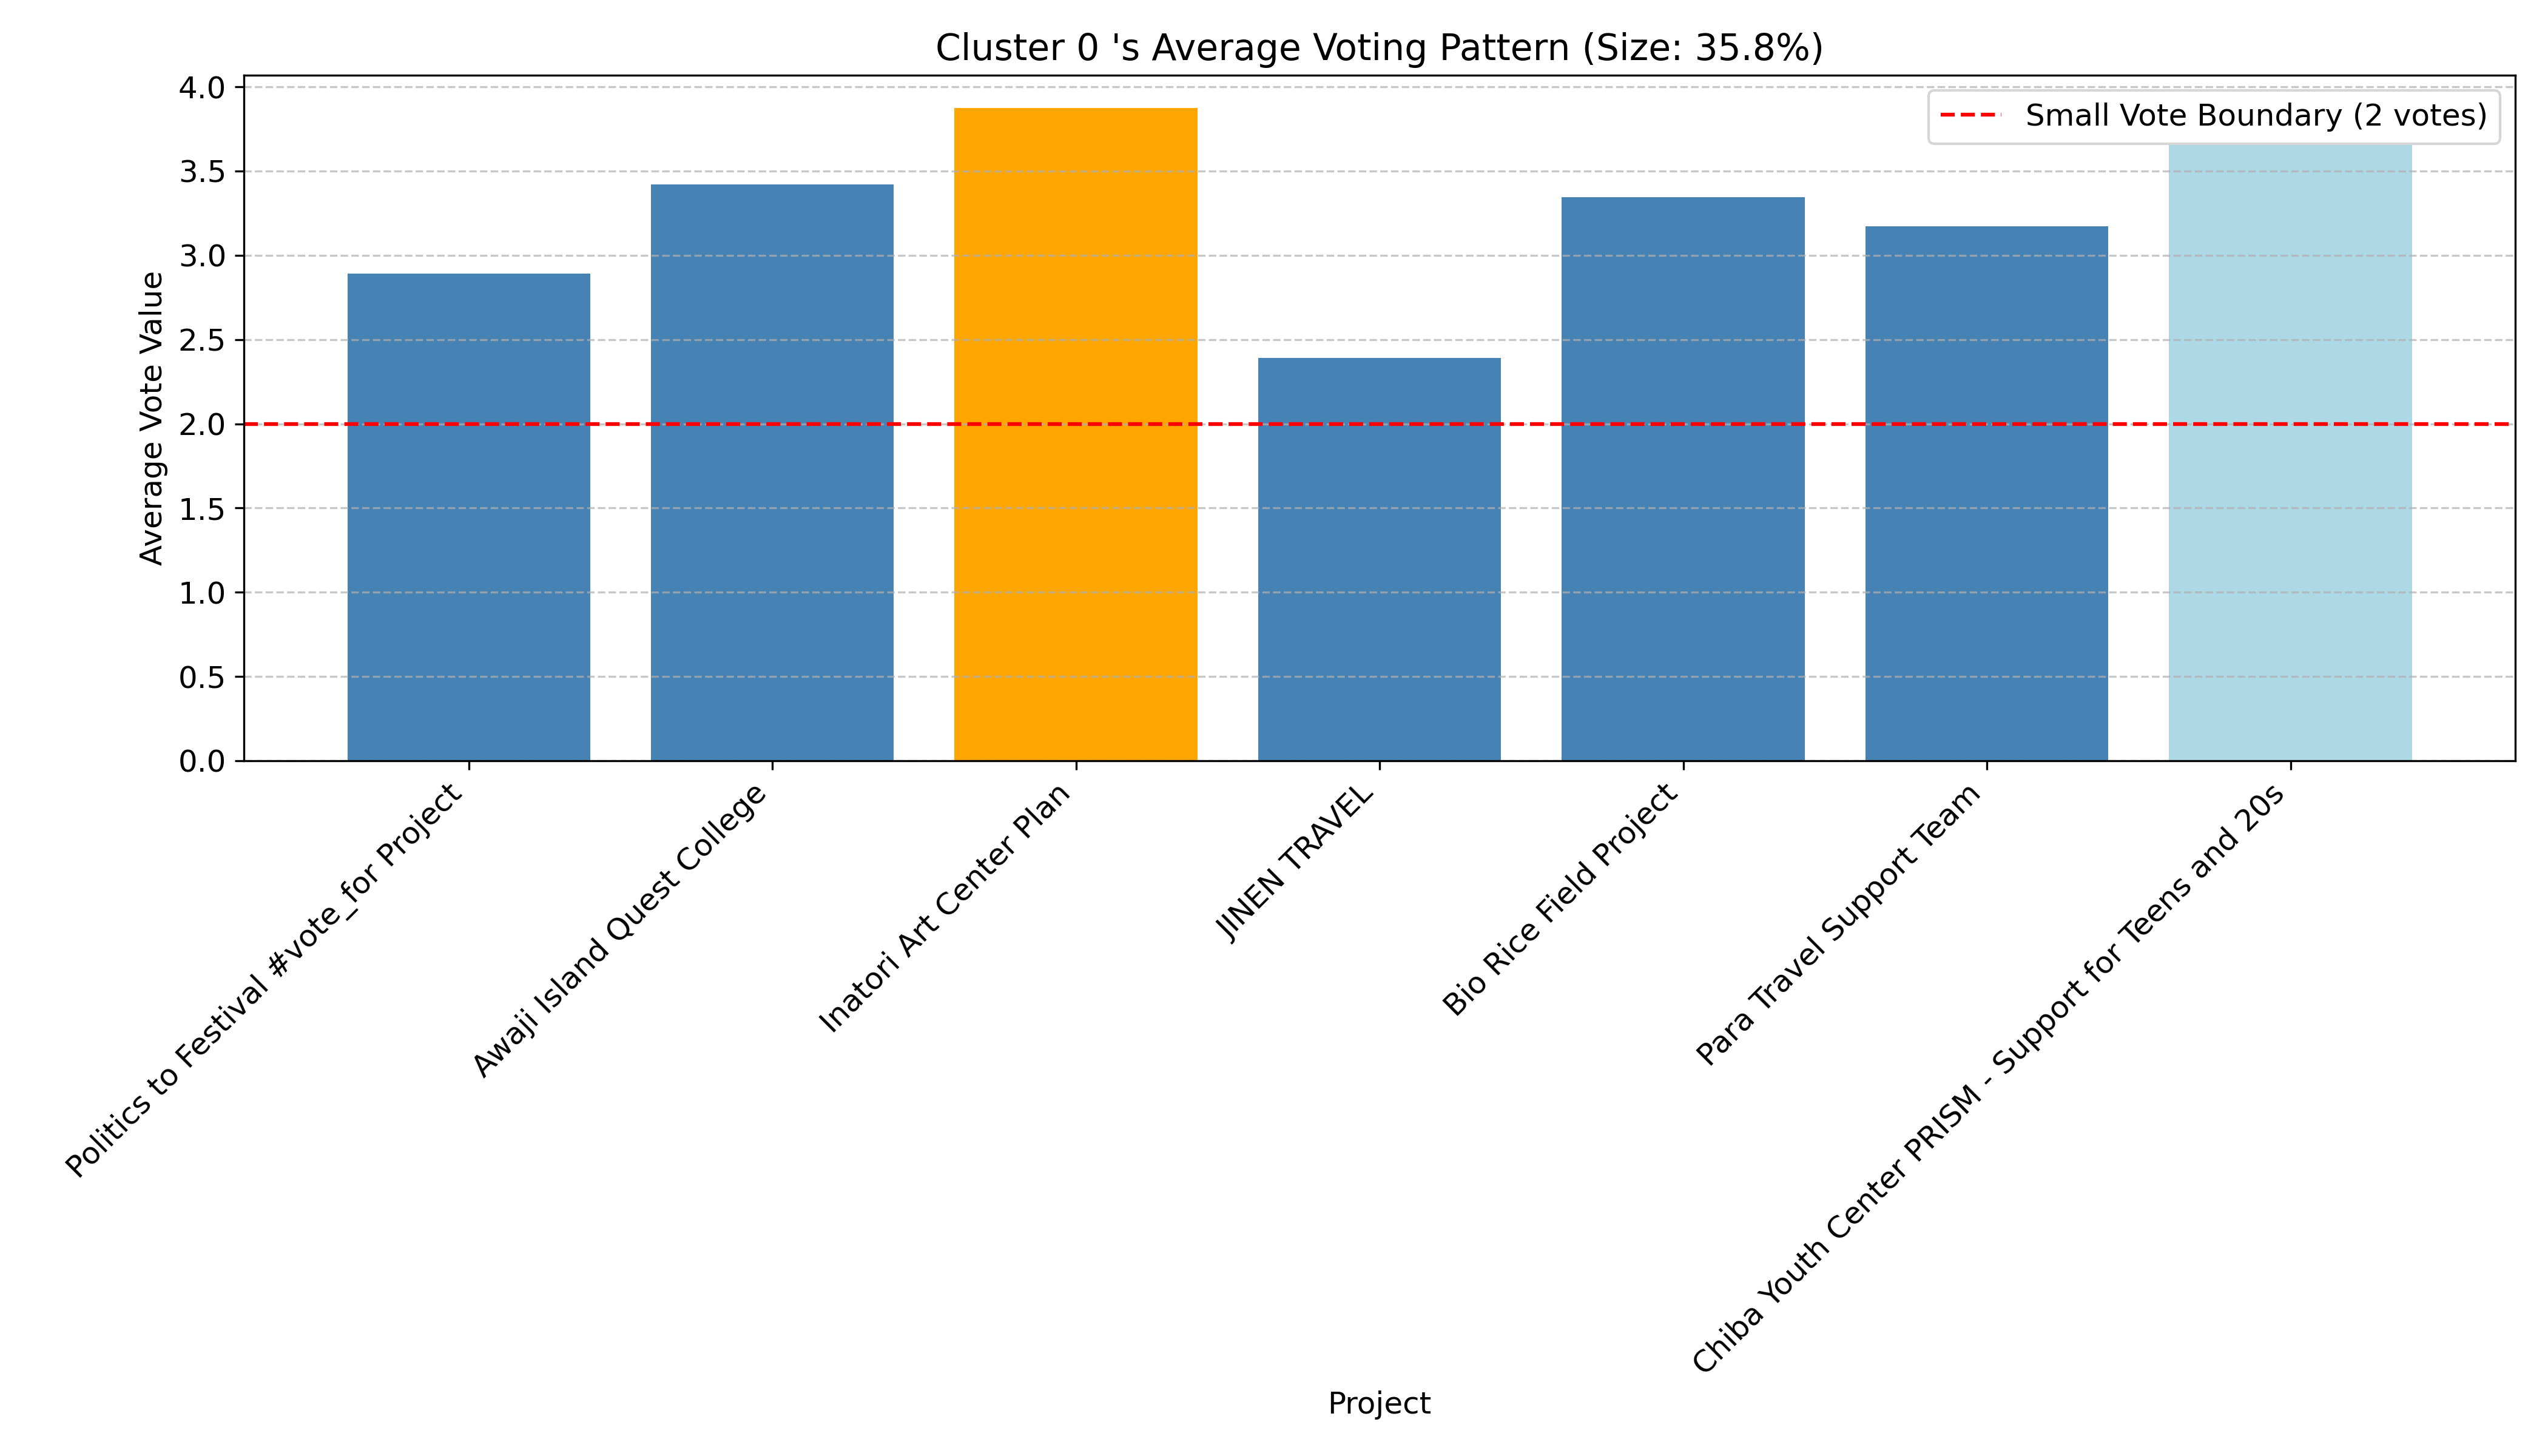 Cluster 0 's Average Voting Pattern (Size: 35.8%)
Small Vote Boundary (2 votes)
Average Vote Value
4.0
3.5
3.0
2.5
2.0
1.5
1.0
0.5
0.0
Politics to Festival #vote_for Project
Awaji Island Quest College
Inatori Art Center Plan
JINEN TRAVEL
Bio Rice Field Project
Para Travel Support Team
Chiba Youth Center PRISM - Support for Teens and 20s
Project